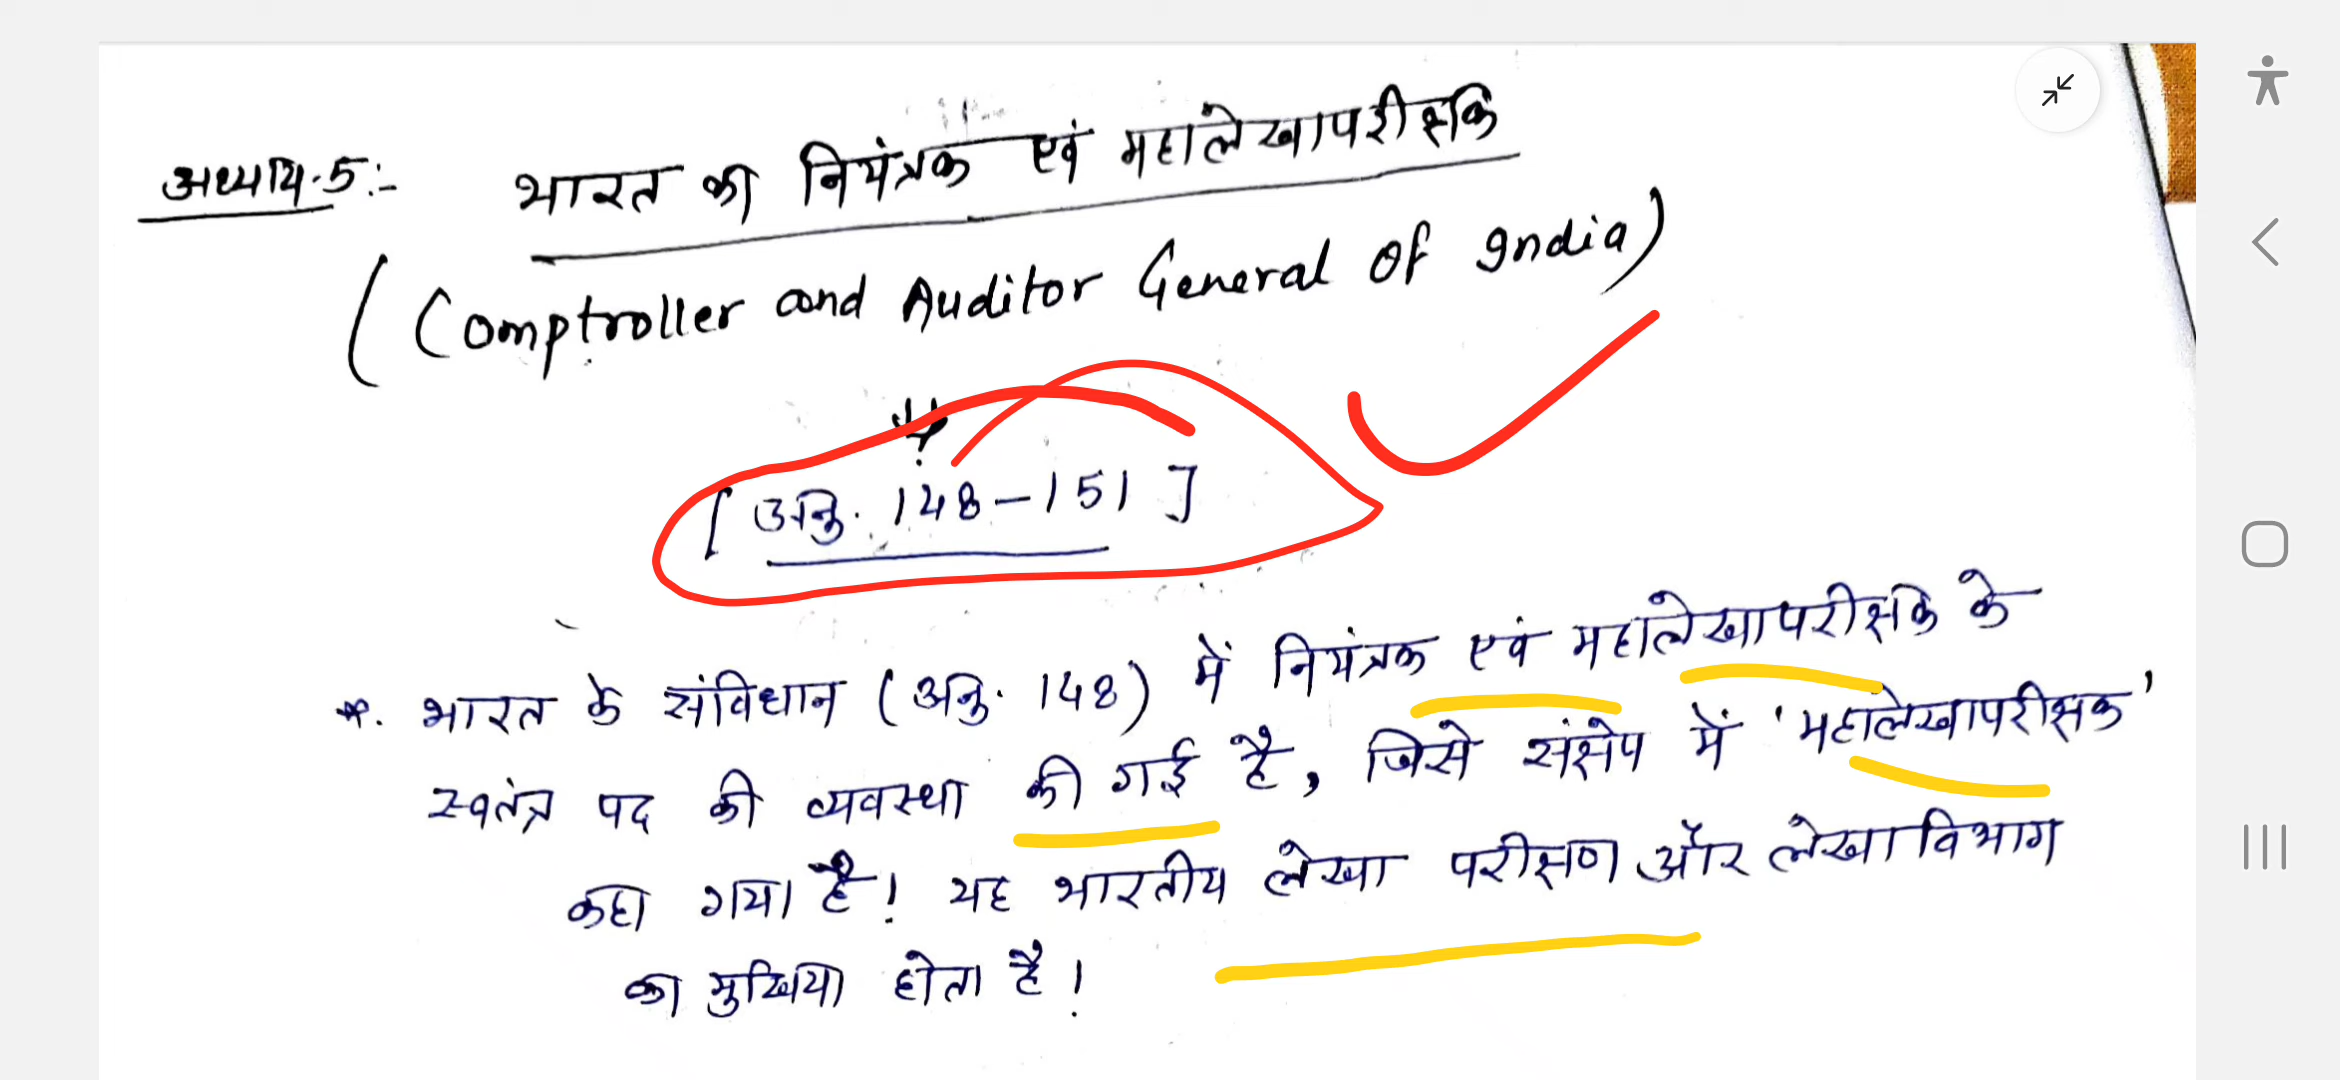 अध्याय-5:-
भारत का नियंत्रक एवं महालेखापरीक्षक
(Comptroller and Auditor General of India)
[अनु. 148-151]
*. भारत के संविधान (अनु. 148) में नियंत्रक एवं महालेखापरीक्षक के
स्वतंत्र पद की व्यवस्था की गई है, जिसे संक्षेप में 'महालेखापरीक्षक'
कहा गया है! यह भारतीय लेखा परीक्षण और लेखा विभाग
का मुखिया होता है!